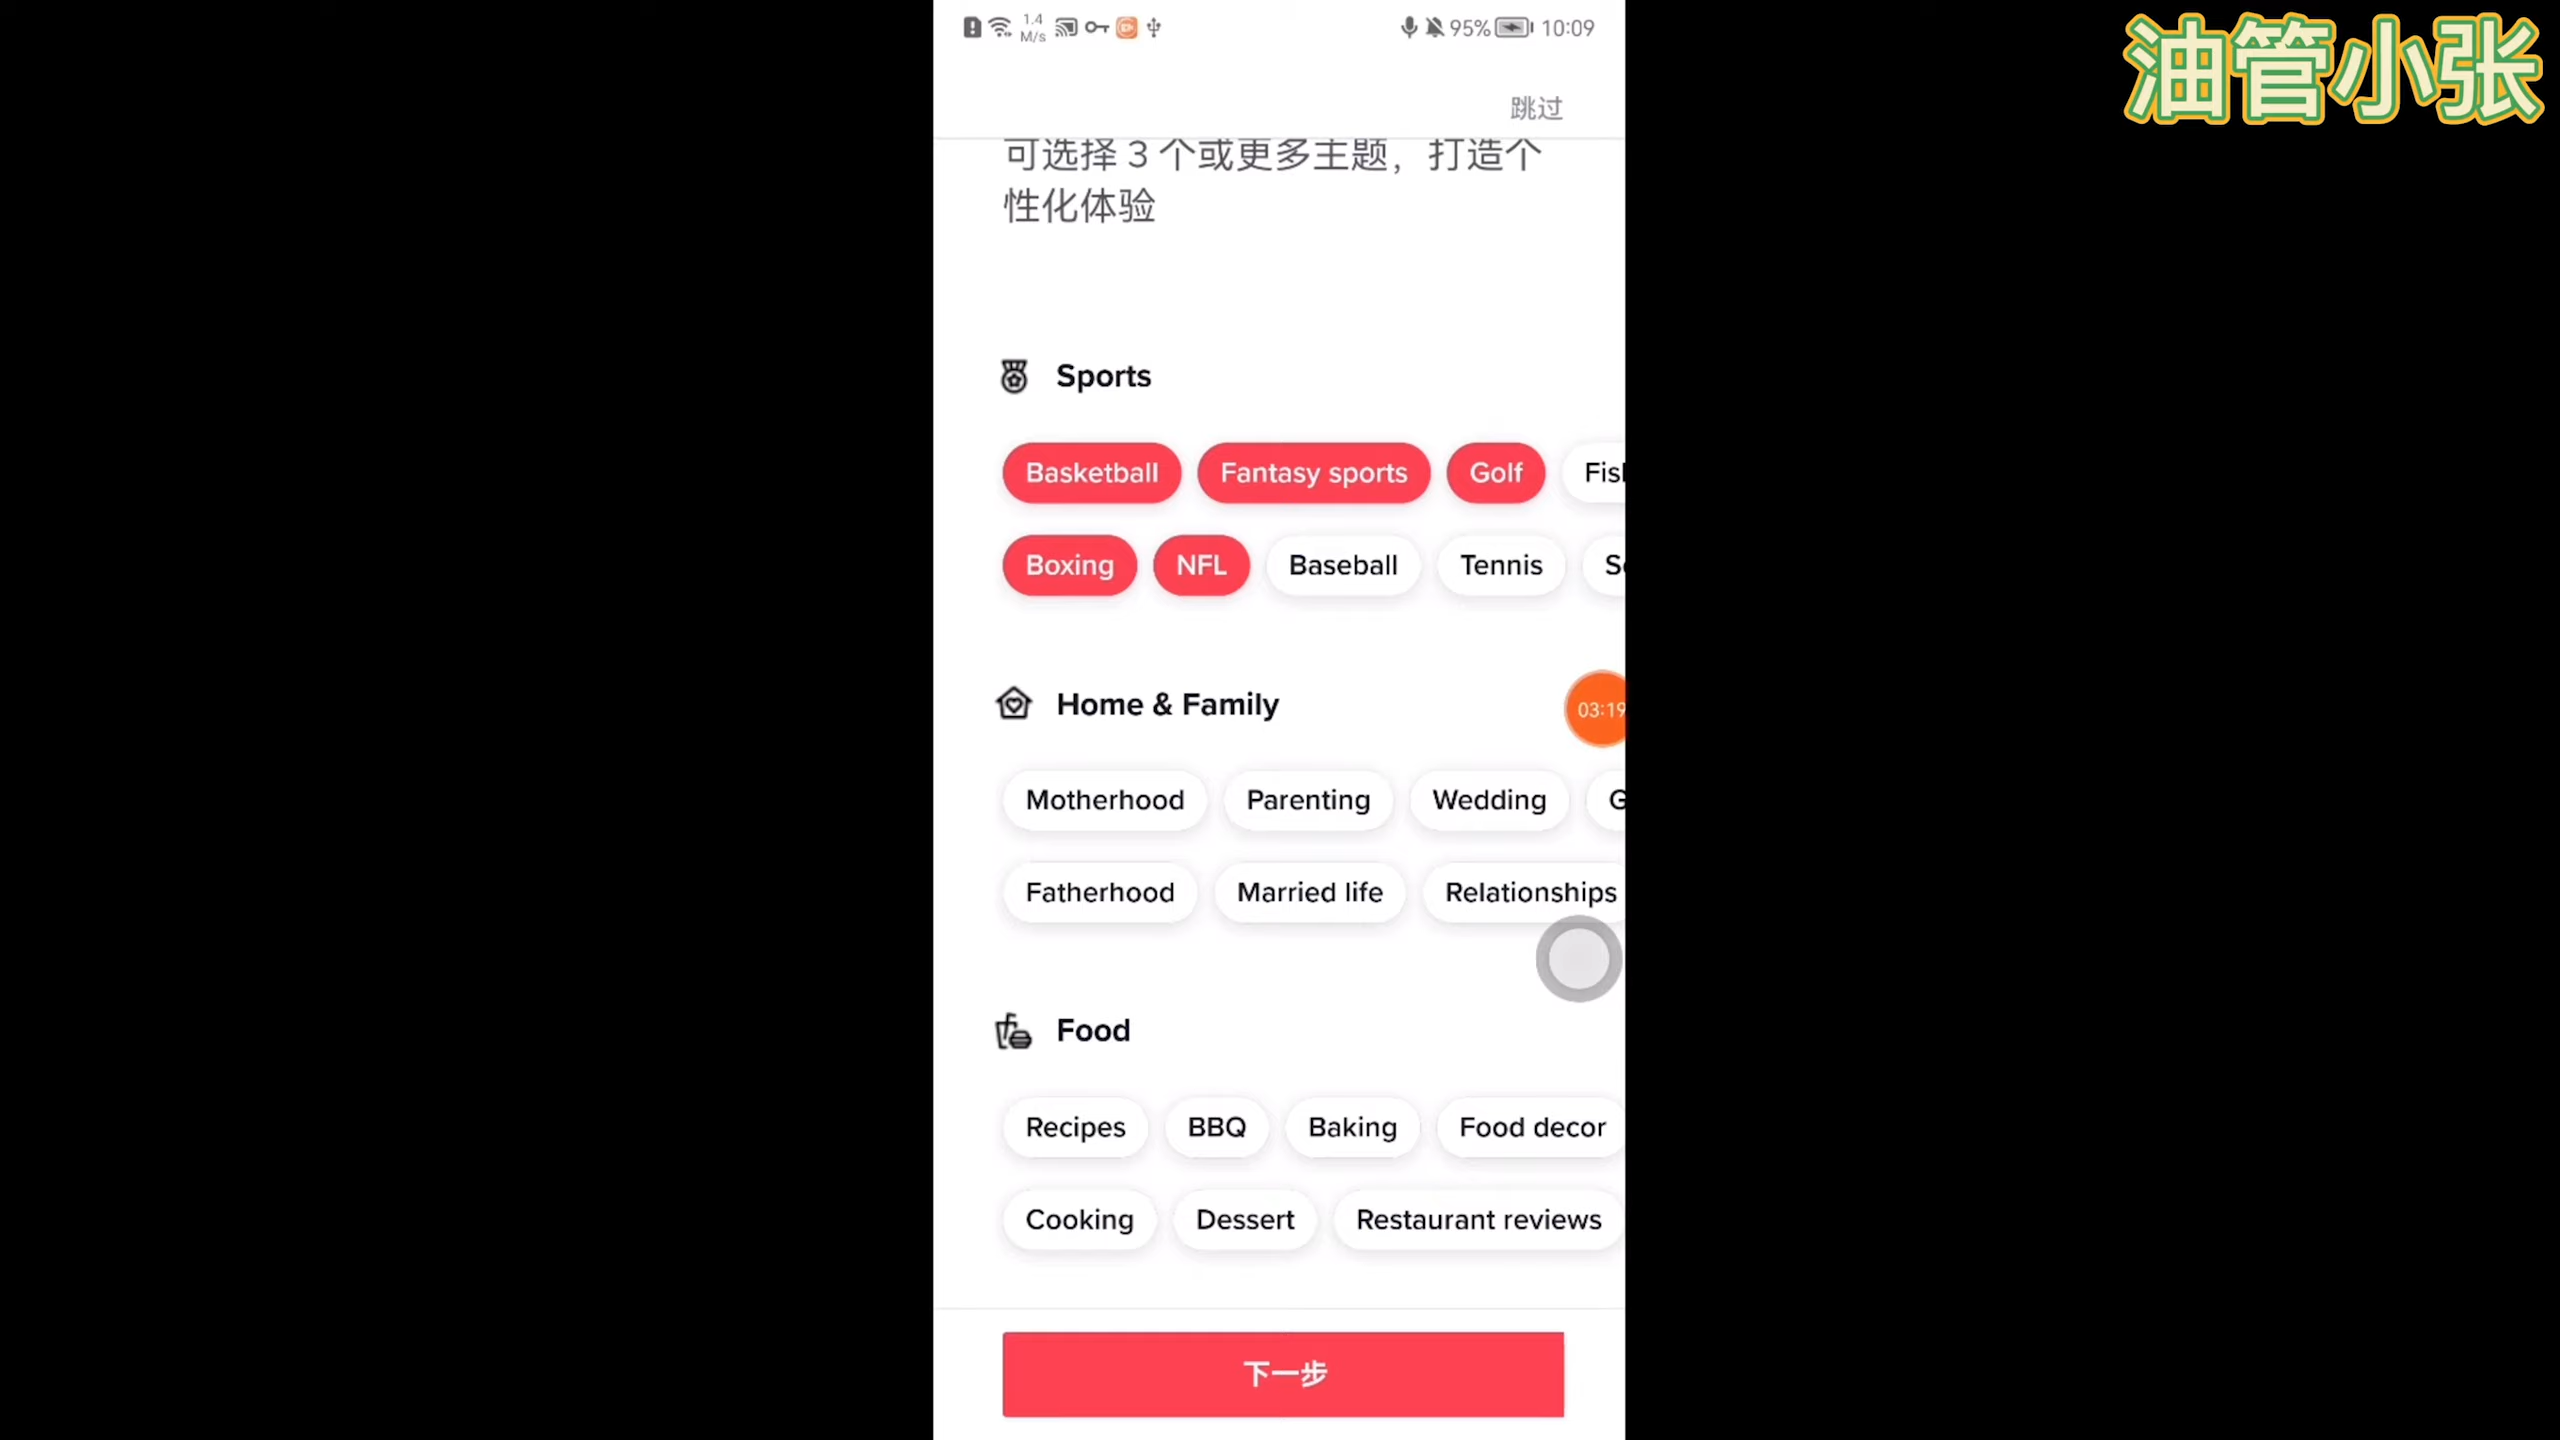 1.4
M/s
95%
10:09
油管小张
跳过
可选择 3 个或更多主题，打造个
性化体验
Sports
Basketball
Fantasy sports
Golf
Boxing
NFL
Baseball
Tennis
Home & Family
03:19
Motherhood
Parenting
Wedding
Fatherhood
Married life
Relationships
Food
Recipes
BBQ
Baking
Food decor
Cooking
Dessert
Restaurant reviews
下一步